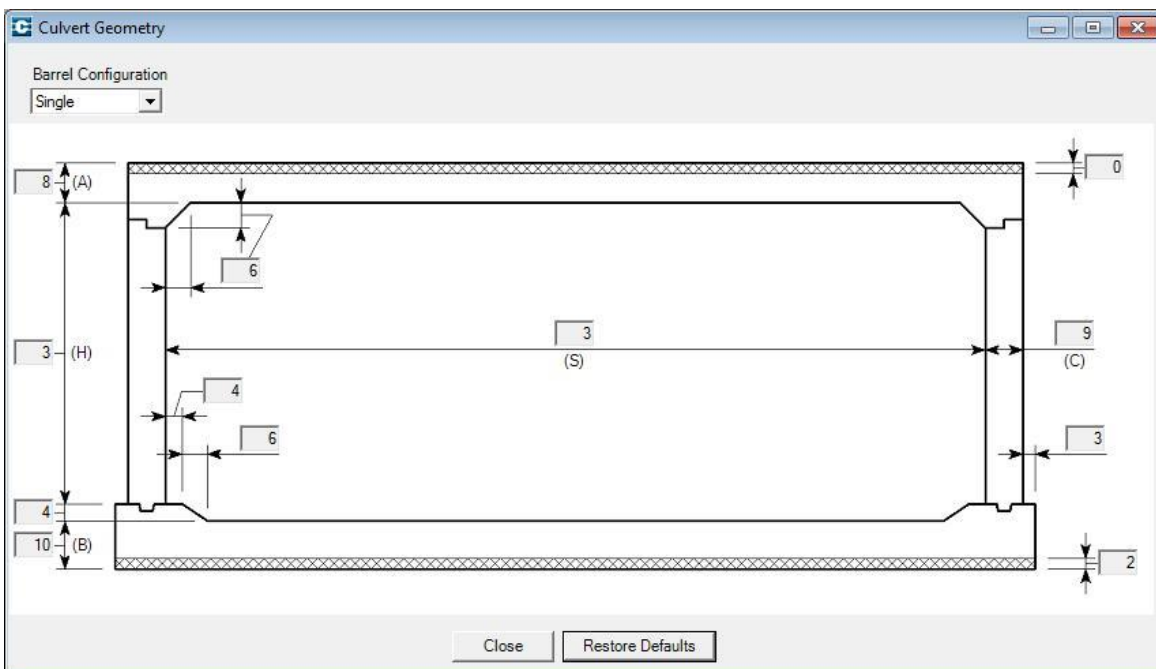 Culvert Geometry
Barrel Configuration
Single
8 (A)
0
6
3 (H)
3
(S)
9
(C)
4
6
3
4
10 (B)
2
Close
Restore Defaults